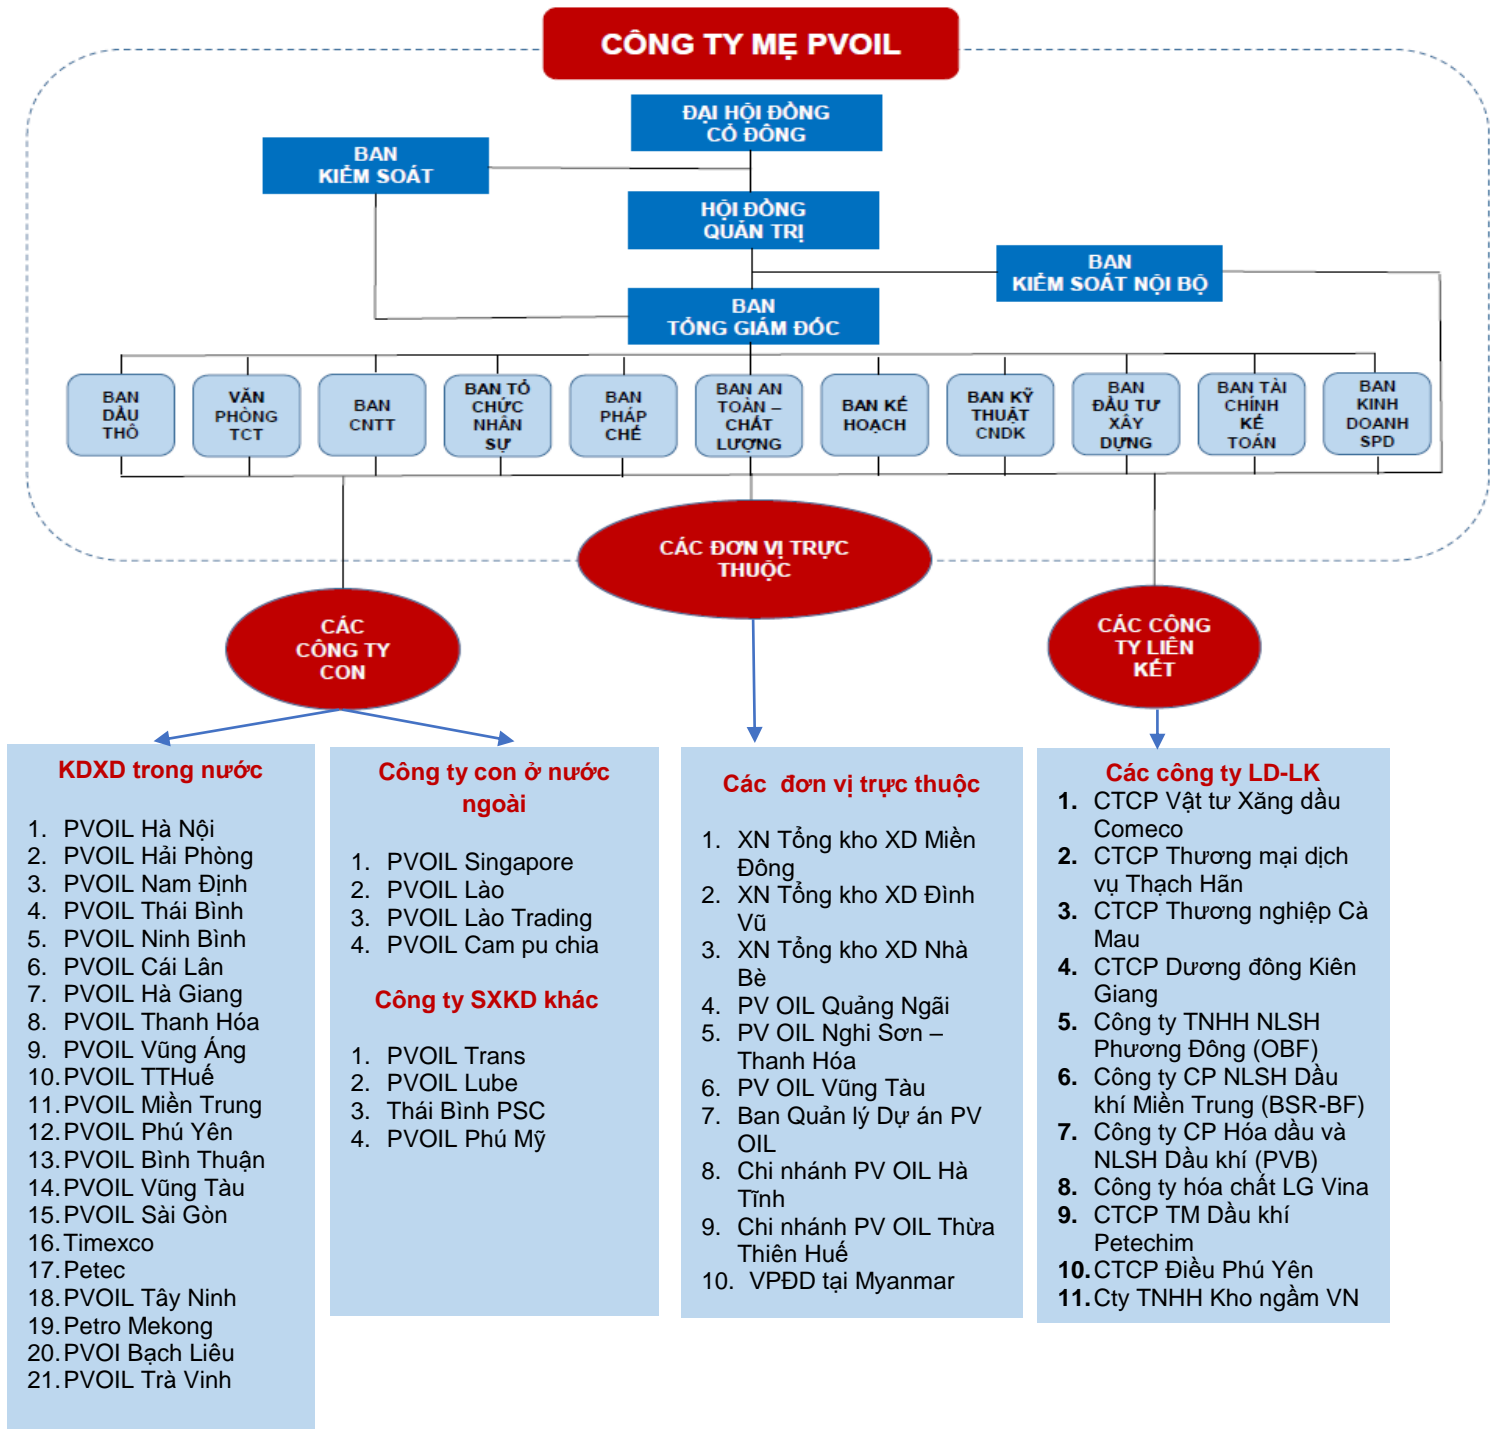 CÔNG TY MẸ PVOIL
ĐẠI HỘI ĐỒNG
CỔ ĐÔNG
BAN
KIỂM SOÁT
HỘI ĐỒNG
QUẢN TRỊ
BAN
KIỂM SOÁT NỘI BỘ
BAN
TỔNG GIÁM ĐỐC
BAN
DẦU
THÔ
VĂN
PHÒNG
TCT
BAN
CNTT
BAN TỔ
CHỨC
NHÂN
SỰ
BAN
PHÁP
CHẾ
BAN AN
TOÀN –
CHẤT
LƯỢNG
BAN KẾ
HOẠCH
BAN KỸ
THUẬT
CNDK
BAN
ĐẦU TƯ
XÂY
DỰNG
BAN TÀI
CHÍNH
KẾ
TOÁN
BAN
KINH
DOANH
SPD
CÁC ĐƠN VỊ TRỰC
THUỘC
CÁC
CÔNG TY
CON
CÁC CÔNG
TY LIÊN
KẾT
KDXD trong nước
1. PVOIL Hà Nội
2. PVOIL Hải Phòng
3. PVOIL Nam Định
4. PVOIL Thái Bình
5. PVOIL Ninh Bình
6. PVOIL Cái Lân
7. PVOIL Hà Giang
8. PVOIL Thanh Hóa
9. PVOIL Vũng Áng
10. PVOIL TTHuế
11. PVOIL Miền Trung
12. PVOIL Phú Yên
13. PVOIL Bình Thuận
14. PVOIL Vũng Tàu
15. PVOIL Sài Gòn
16. Timexco
17. Petec
18. PVOIL Tây Ninh
19. Petro Mekong
20. PVOI Bạch Liêu
21. PVOIL Trà Vinh
Công ty con ở nước
ngoài
1. PVOIL Singapore
2. PVOIL Lào
3. PVOIL Lào Trading
4. PVOIL Cam pu chia
Công ty SXKD khác
1. PVOIL Trans
2. PVOIL Lube
3. Thái Bình PSC
4. PVOIL Phú Mỹ
Các đơn vị trực thuộc
1. XN Tổng kho XD Miền
Đông
2. XN Tổng kho XD Đình
Vũ
3. XN Tổng kho XD Nhà
Bè
4. PV OIL Quảng Ngãi
5. PV OIL Nghi Sơn –
Thanh Hóa
6. PV OIL Vũng Tàu
7. Ban Quản lý Dự án PV
OIL
8. Chi nhánh PV OIL Hà
Tĩnh
9. Chi nhánh PV OIL Thừa
Thiên Huế
10. VPĐD tại Myanmar
Các công ty LD-LK
1. CTCP Vật tư Xăng dầu
Comeco
2. CTCP Thương mại dịch
vụ Thạch Hãn
3. CTCP Thương nghiệp Cà
Mau
4. CTCP Dương đông Kiên
Giang
5. Công ty TNHH NLSH
Phương Đông (OBF)
6. Công ty CP NLSH Dầu
khí Miền Trung (BSR-BF)
7. Công ty CP Hóa dầu và
NLSH Dầu khí (PVB)
8. Công ty hóa chất LG Vina
9. CTCP TM Dầu khí
Petechim
10. CTCP Điều Phú Yên
11. Cty TNHH Kho ngầm VN